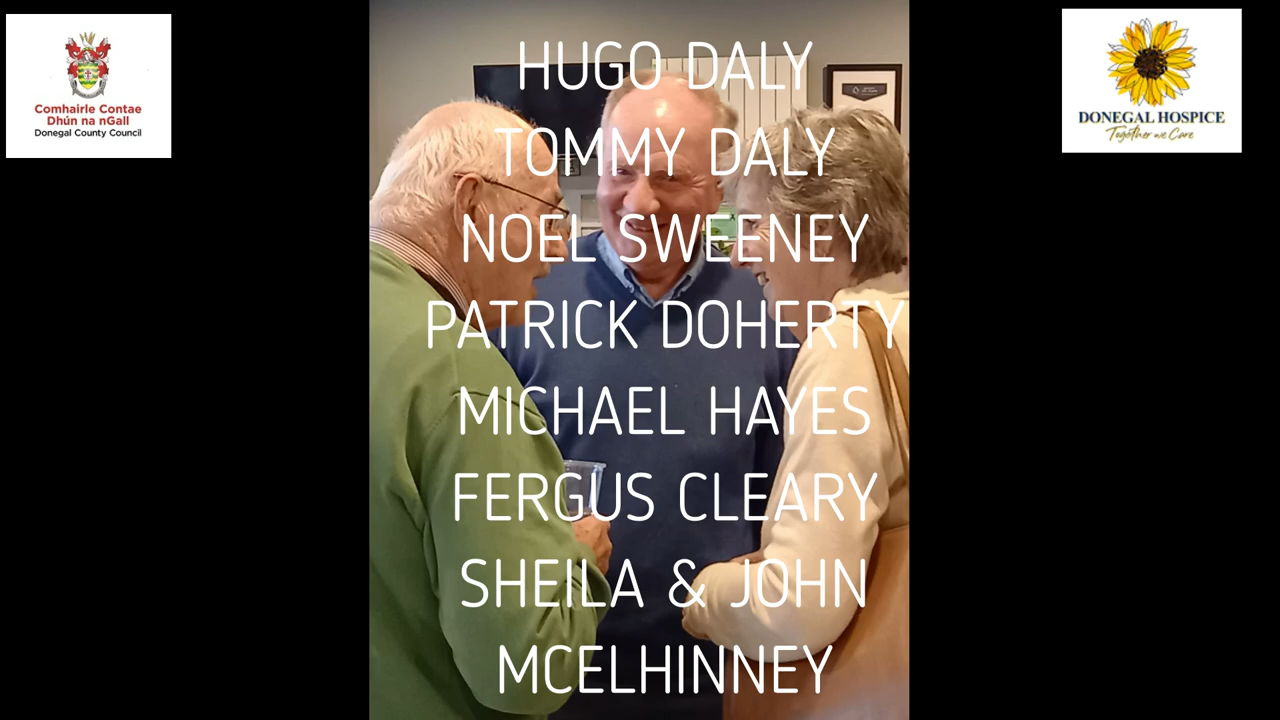 Comhairle Contae
Dhún na nGall
Donegal County Council
DONEGAL HOSPICE
Together we Care
HUGO DALY
TOMMY DALY
NOEL SWEENEY
PATRICK DOHERTY
MICHAEL HAYES
FERGUS CLEARY
SHEILA & JOHN
MCELHINNEY